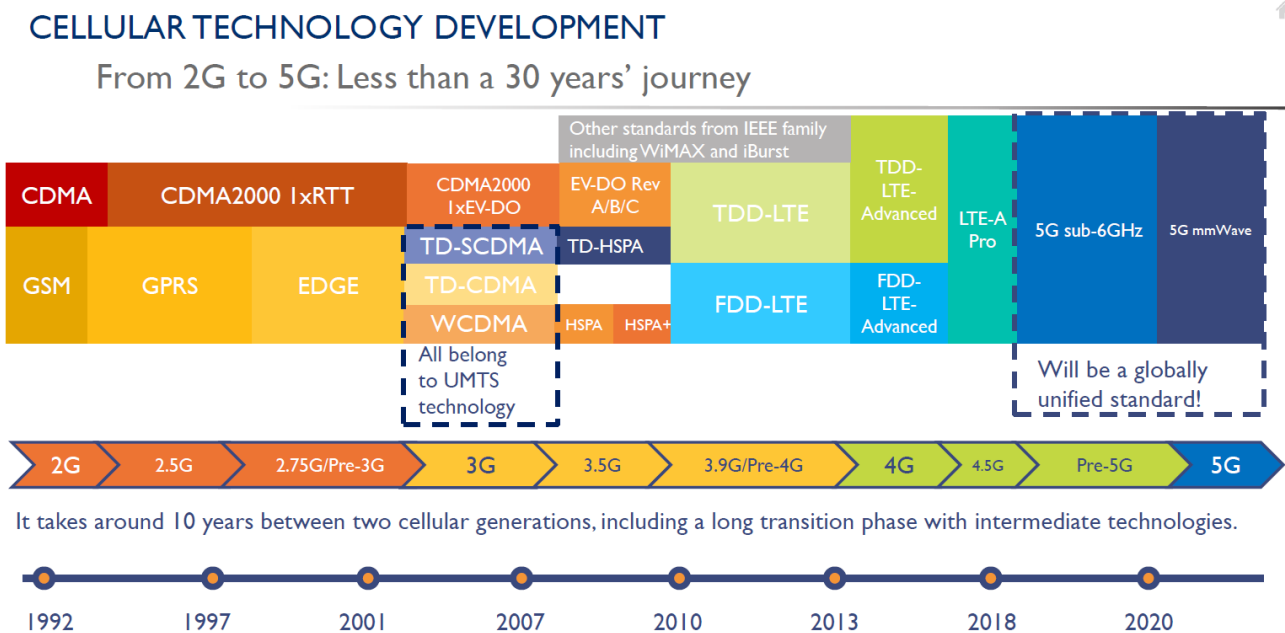 CELLULAR TECHNOLOGY DEVELOPMENT
From 2G to 5G: Less than a 30 years' journey
Other standards from IEEE family
including WiMAX and iBurst
CDMA
CDMA2000 1xRTT
CDMA2000
1xEV-DO
EV-DO Rev
A/B/C
TDD-LTE
TDD-
LTE-
Advanced
LTE-A
Pro
5G sub-6GHz
5G mmWave
GSM
GPRS
EDGE
TD-SCDMA
TD-HSPA
TD-CDMA
WCDMA
HSPA
HSPA+
FDD-LTE
FDD-
LTE-
Advanced
All belong
to UMTS
technology
Will be a globally
unified standard!
2G
2.5G
2.75G/Pre-3G
3G
3.5G
3.9G/Pre-4G
4G
4.5G
Pre-5G
5G
It takes around 10 years between two cellular generations, including a long transition phase with intermediate technologies.
1992
1997
2001
2007
2010
2013
2018
2020